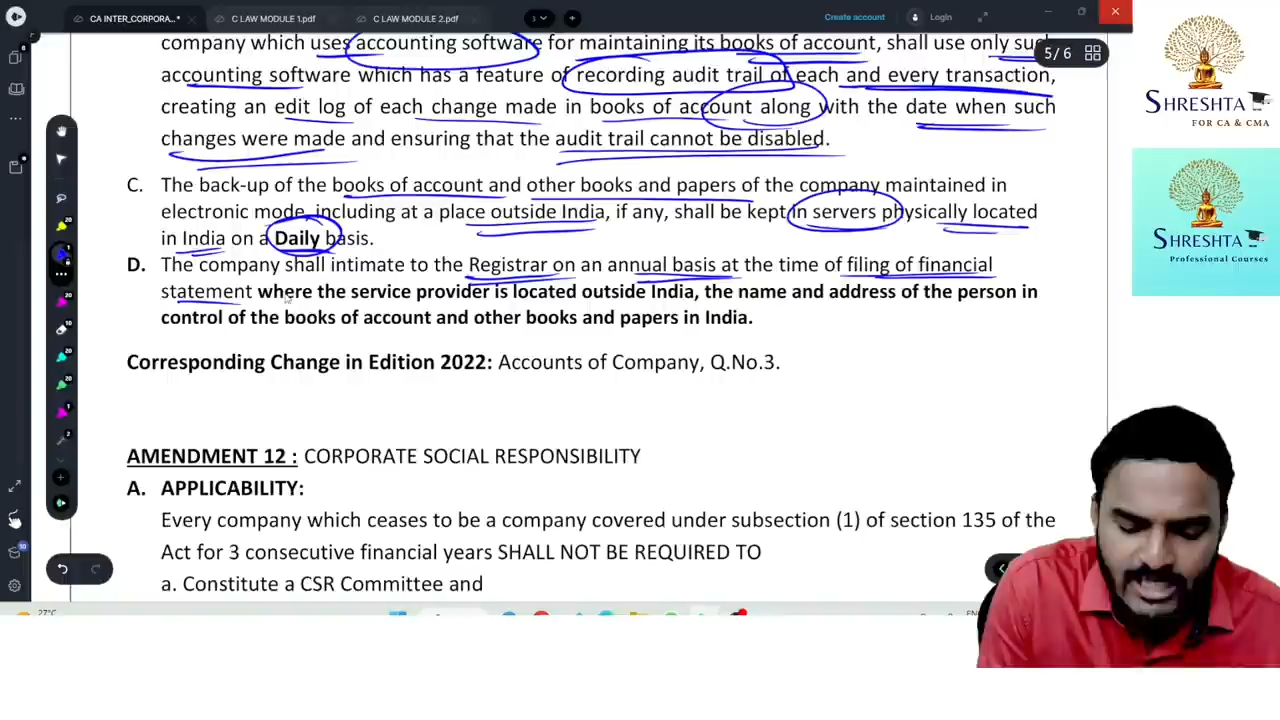 CA INTER_CORPORA...*
C LAW MODULE 1.pdf
C LAW MODULE 2.pdf
3
Create account
Login
5/6
company which uses accounting software for maintaining its books of account, shall use only such
accounting software which has a feature of recording audit trail of each and every transaction,
creating an edit log of each change made in books of account along with the date when such
changes were made and ensuring that the audit trail cannot be disabled.
C. The back-up of the books of account and other books and papers of the company maintained in
electronic mode, including at a place outside India, if any, shall be kept in servers physically located
in India on a Daily basis.
D. The company shall intimate to the Registrar on an annual basis at the time of filing of financial
statement where the service provider is located outside India, the name and address of the person in
control of the books of account and other books and papers in India.
Corresponding Change in Edition 2022: Accounts of Company, Q.No.3.
AMENDMENT 12 : CORPORATE SOCIAL RESPONSIBILITY
A. APPLICABILITY:
Every company which ceases to be a company covered under subsection (1) of section 135 of the
Act for 3 consecutive financial years SHALL NOT BE REQUIRED TO
a. Constitute a CSR Committee and
27°C
SHRESHTA
FOR CA & CMA
SHRESHTA
Professional Courses